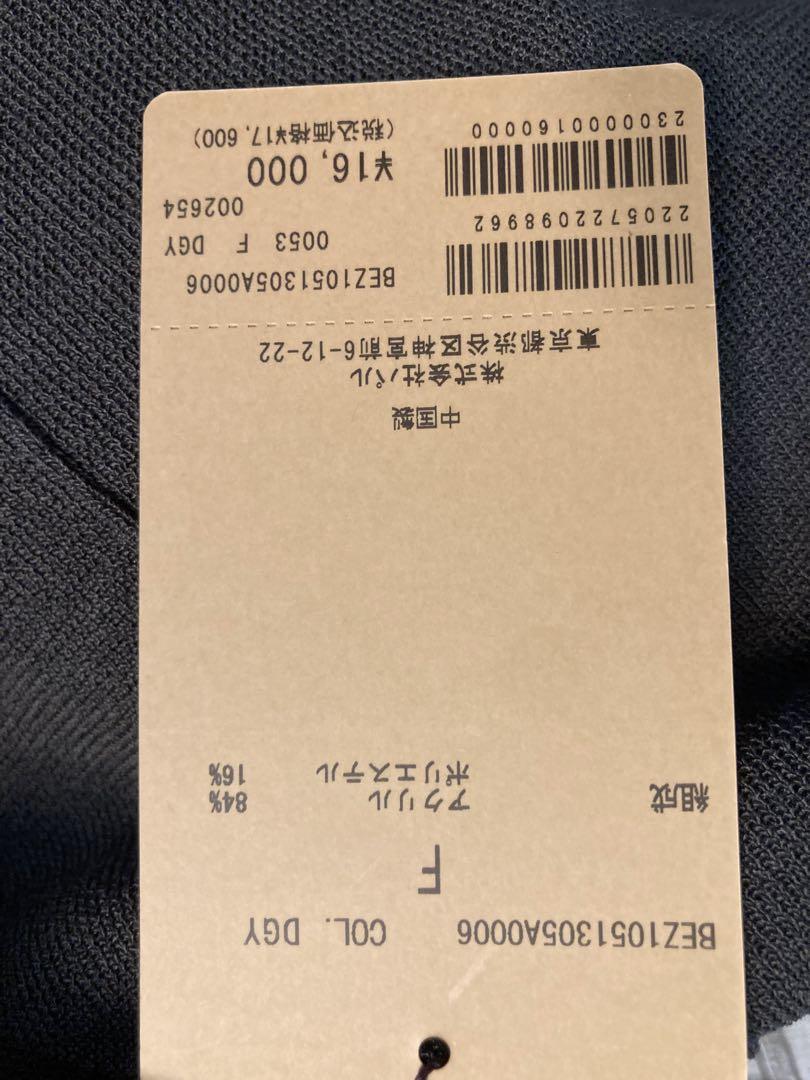 BEZ1051305A0006 COL. DGY
F
組成 アクリル 84%
ポリエステル 16%
中国製
株式会社パル
東京都渋谷区神宮前6-12-22
BEZ1051305A0006
0053 F DGY
002654
2205722098962
¥16,000
(税込価格¥17,600)
2300000160000